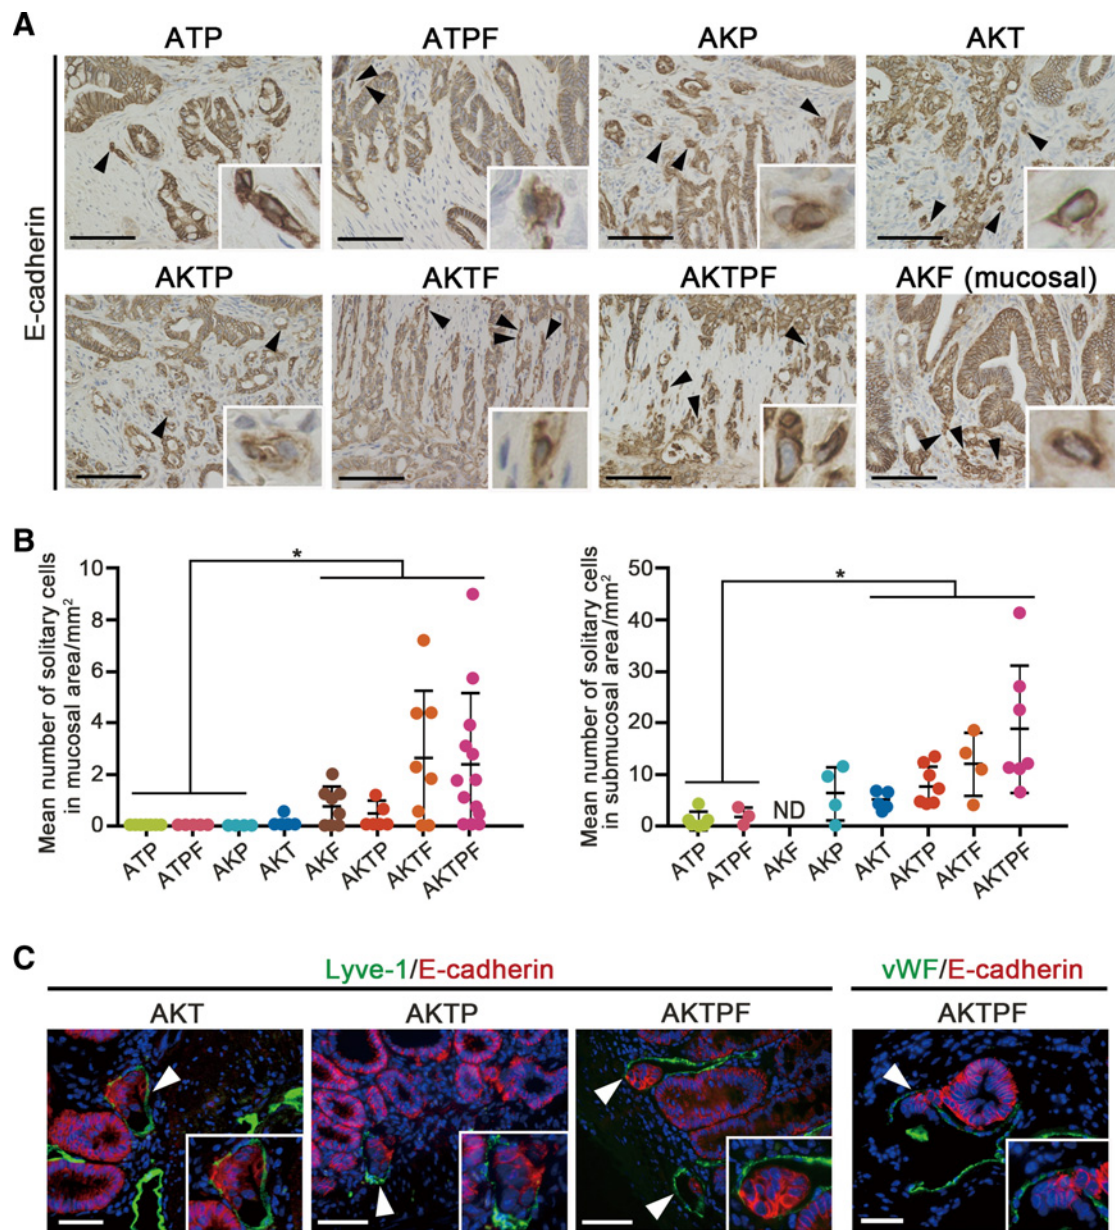 A
ATP ATPF AKP AKT
E-cadherin
AKTP AKTF AKTPF AKF (mucosal)
B
Mean number of solitary cells
in mucosal area/mm²
10
8
6
4
2
0
*
ATP ATPF AKP AKT AKF AKTP AKTF AKTPF
Mean number of solitary cells
in submucosal area/mm²
50
40
30
20
10
0
*
ND
ATP ATPF AKF AKP AKT AKTP AKTF AKTPF
C
Lyve-1/E-cadherin vWF/E-cadherin
AKT AKTP AKTPF AKTPF